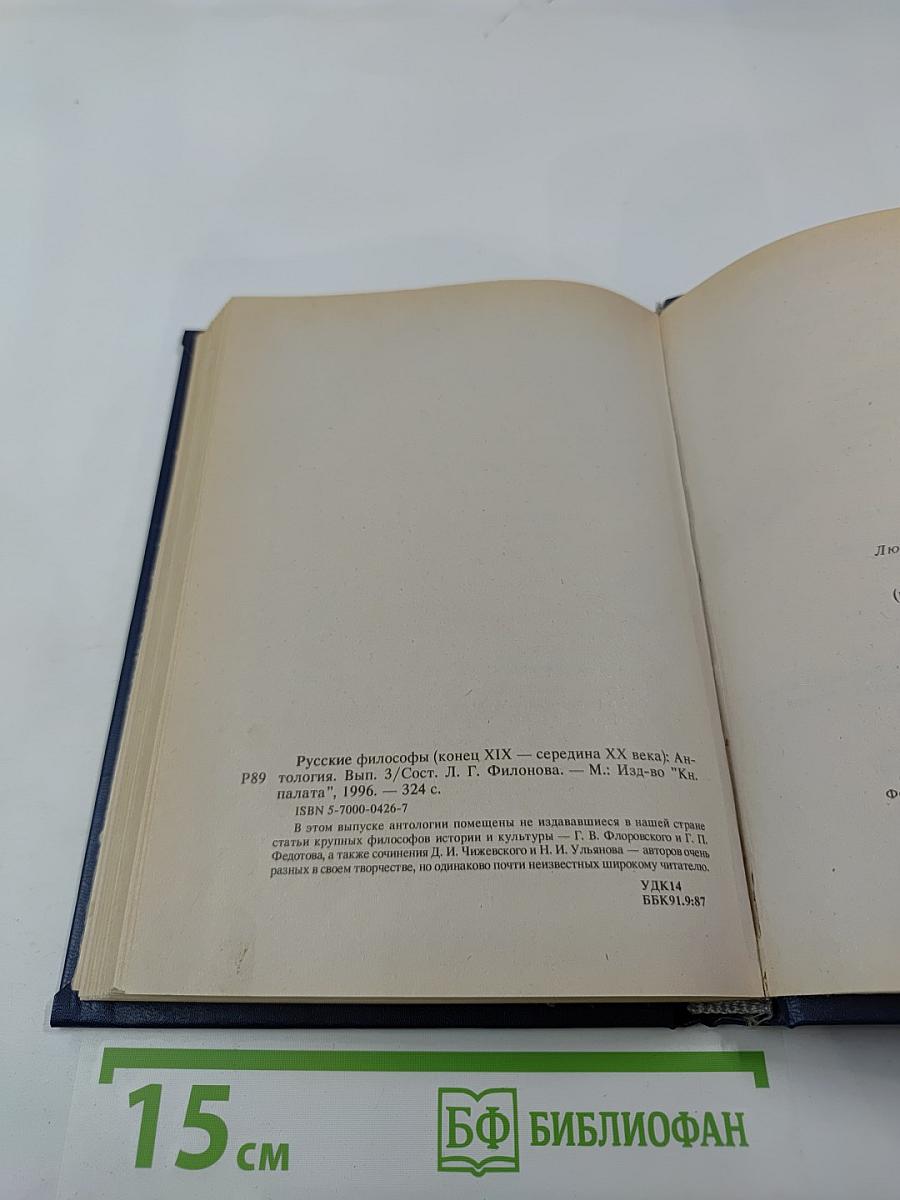 Русские философы (конец XIX — середина XX века): Ан-
Р89 тология. Вып. 3/Сост. Л. Г. Филонова. — М.: Изд-во "Кн.
палата", 1996. — 324 с.
ISBN 5-7000-0426-7
В этом выпуске антологии помещены не издававшиеся в нашей стране
статьи крупных философов истории и культуры — Г. В. Флоровского и Г. П.
Федотова, а также сочинения Д. И. Чижевского и Н. И. Ульянова — авторов очень
разных в своем творчестве, но одинаково почти неизвестных широкому читателю.
УДК14
ББК91.9:87
Лю
(
Ф
15 см
БФ БИБЛИОФАН